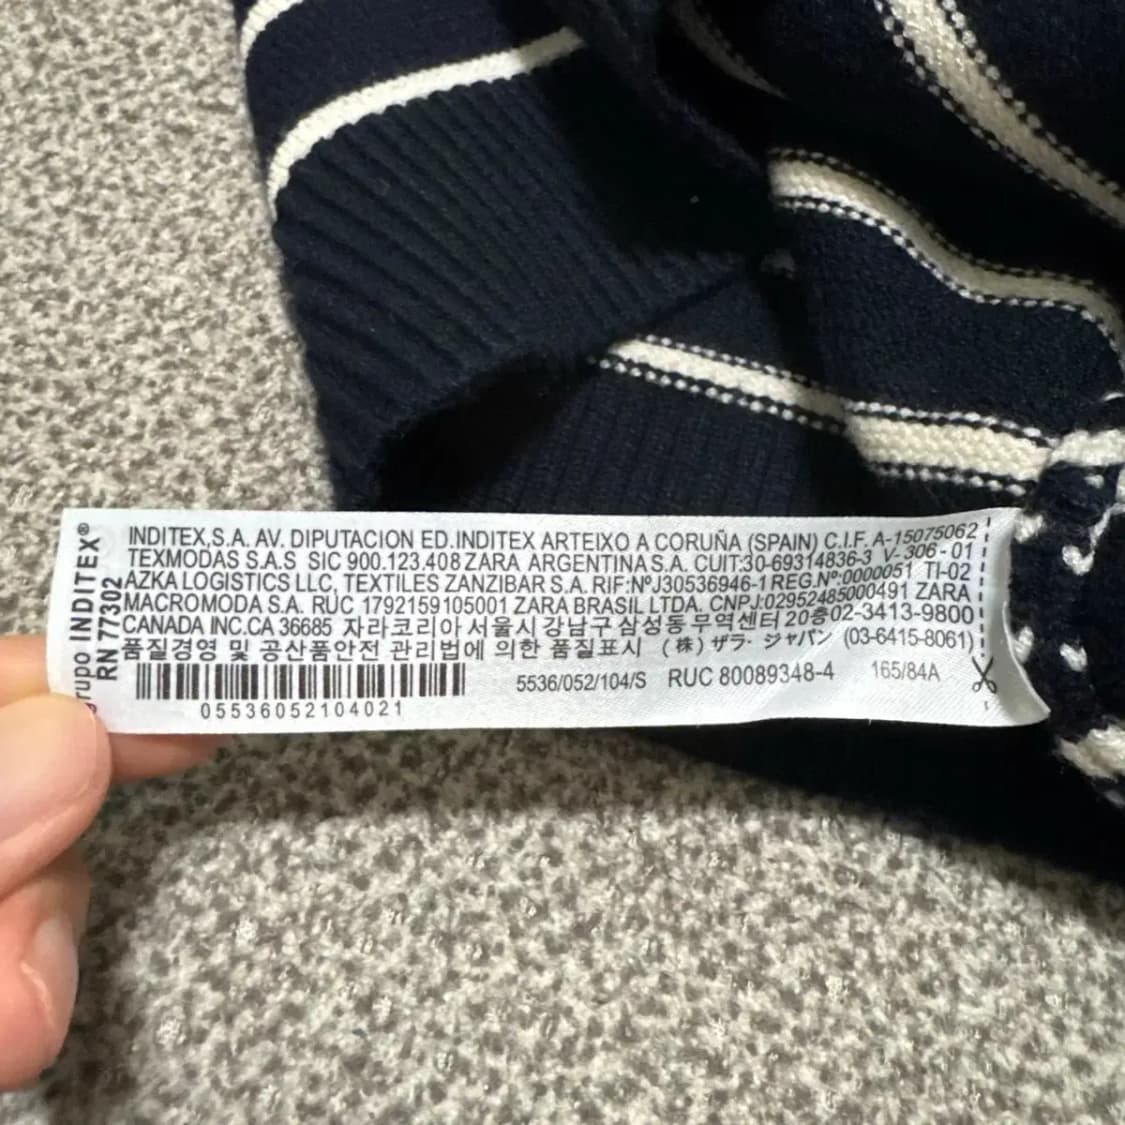 grupo INDITEX®
RN 77302
INDITEX,S.A. AV. DIPUTACION ED.INDITEX ARTEIXO A CORUÑA (SPAIN) C.I.F. A-15075062
TEXMODAS S.A.S SIC 900.123.408 ZARA ARGENTINA S.A. CUIT:30-69314836-3 V-306-01
AZKA LOGISTICS LLC, TEXTILES ZANZIBAR S.A. RIF:NºJ30536946-1 REG.Nº:0000051 TI-02
MACROMODA S.A. RUC 1792159105001 ZARA BRASIL LTDA. CNPJ:02952485000491 ZARA
CANADA INC.CA 36685 자라코리아 서울시 강남구 삼성동 무역센터 20층02-3413-9800
품질경영 및 공산품안전 관리법에 의한 품질표시 (株) ザラ・ジャパン (03-6415-8061)
5536/052/104/S RUC 80089348-4 165/84A
05536052104021
1